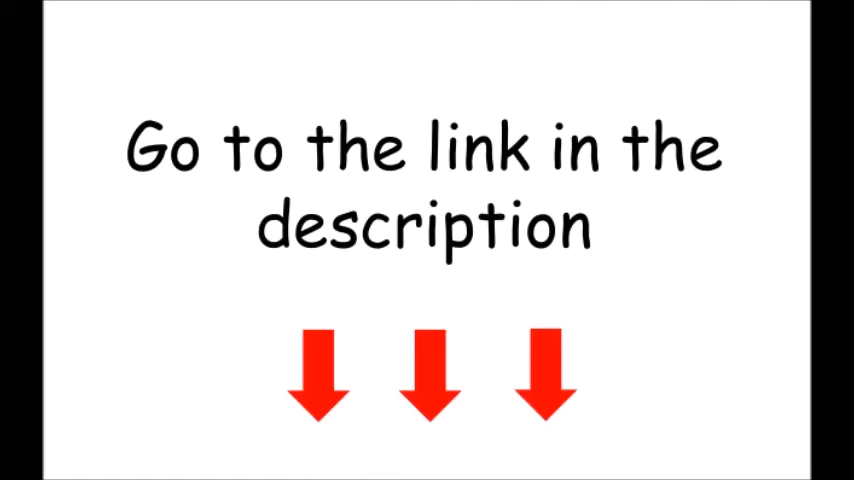 Go to the link in the
description